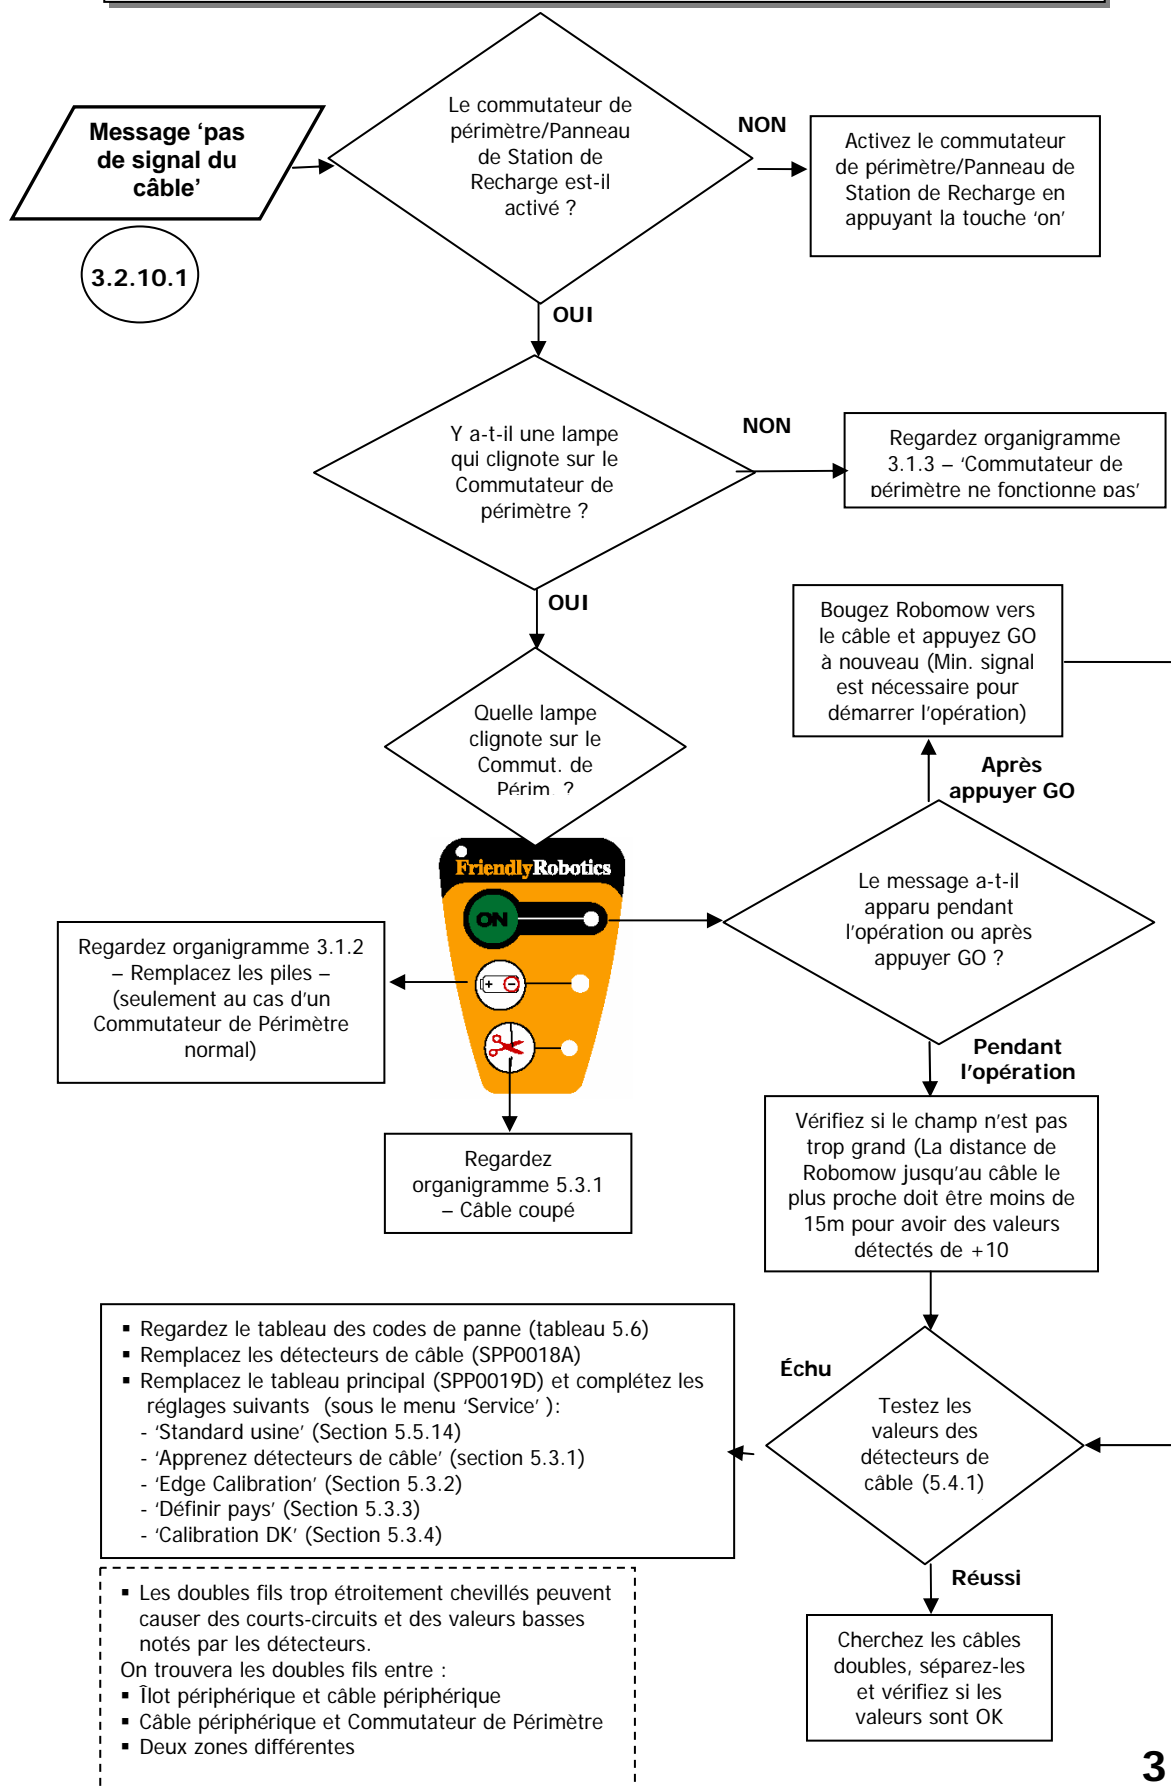 Message ‘pas
de signal du
câble’
3.2.10.1
Le commutateur de
périmètre/Panneau
de Station de
Recharge est-il
activé ?
NON
Activez le commutateur
de périmètre/Panneau de
Station de Recharge en
appuyant la touche ‘on’
OUI
Y a-t-il une lampe
qui clignote sur le
Commutateur de
périmètre ?
NON
Regardez organigramme
3.1.3 – ‘Commutateur de
périmètre ne fonctionne pas’
OUI
Quelle lampe
clignote sur le
Commut. de
Périm. ?
Bougez Robomow vers
le câble et appuyez GO
à nouveau (Min. signal
est nécessaire pour
démarrer l’opération)
Après
appuyer GO
FriendlyRobotics
ON
Le message a-t-il
apparu pendant
l’opération ou après
appuyer GO ?
Regardez organigramme 3.1.2
– Remplacez les piles –
(seulement au cas d’un
Commutateur de Périmètre
normal)
Pendant
l’opération
Regardez
organigramme 5.3.1
– Câble coupé
Vérifiez si le champ n’est pas
trop grand (La distance de
Robomow jusqu’au câble le
plus proche doit être moins de
15m pour avoir des valeurs
détectés de +10
▪ Regardez le tableau des codes de panne (tableau 5.6)
▪ Remplacez les détecteurs de câble (SPP0018A)
▪ Remplacez le tableau principal (SPP0019D) et complétez les
réglages suivants (sous le menu ‘Service’ ):
- ‘Standard usine’ (Section 5.5.14)
- ‘Apprenez détecteurs de câble’ (section 5.3.1)
- ‘Edge Calibration’ (Section 5.3.2)
- ‘Définir pays’ (Section 5.3.3)
- ‘Calibration DK’ (Section 5.3.4)
Échu
Testez les
valeurs des
détecteurs de
câble (5.4.1)
Réussi
▪ Les doubles fils trop étroitement chevillés peuvent
causer des courts-circuits et des valeurs basses
notés par les détecteurs.
On trouvera les doubles fils entre :
▪ Îlot périphérique et câble périphérique
▪ Câble périphérique et Commutateur de Périmètre
▪ Deux zones différentes
Cherchez les câbles
doubles, séparez-les
et vérifiez si les
valeurs sont OK
3